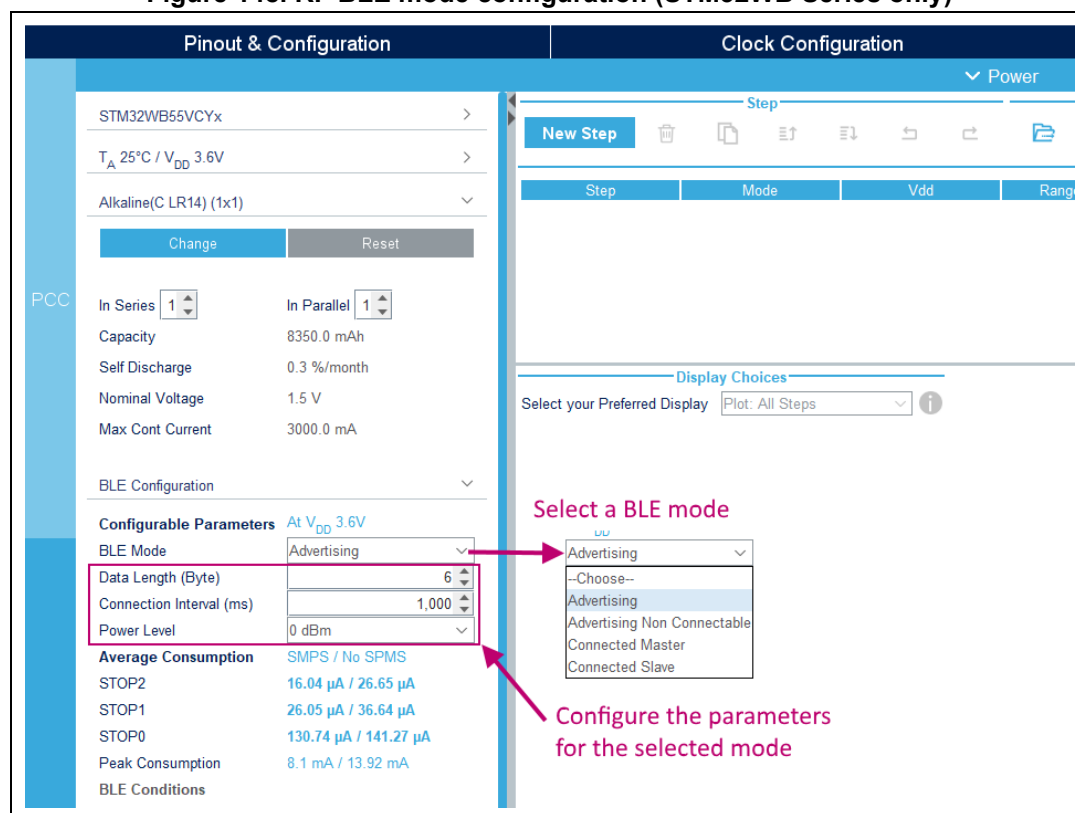 Pinout & Configuration
Clock Configuration
Power
STM32WB55VCYx
TA 25°C / VDD 3.6V
Alkaline(C LR14) (1x1)
Change
Reset
PCC
In Series 1
In Parallel 1
Capacity 8350.0 mAh
Self Discharge 0.3 %/month
Nominal Voltage 1.5 V
Max Cont Current 3000.0 mA
BLE Configuration
Configurable Parameters At VDD 3.6V
BLE Mode Advertising
Data Length (Byte) 6
Connection Interval (ms) 1,000
Power Level 0 dBm
Average Consumption SMPS / No SPMS
STOP2 16.04 µA / 26.65 µA
STOP1 26.05 µA / 36.64 µA
STOP0 130.74 µA / 141.27 µA
Peak Consumption 8.1 mA / 13.92 mA
BLE Conditions
Step
New Step
Step Mode Vdd Range
Display Choices
Select your Preferred Display Plot: All Steps
Select a BLE mode
Advertising
--Choose--
Advertising
Advertising Non Connectable
Connected Master
Connected Slave
Configure the parameters
for the selected mode